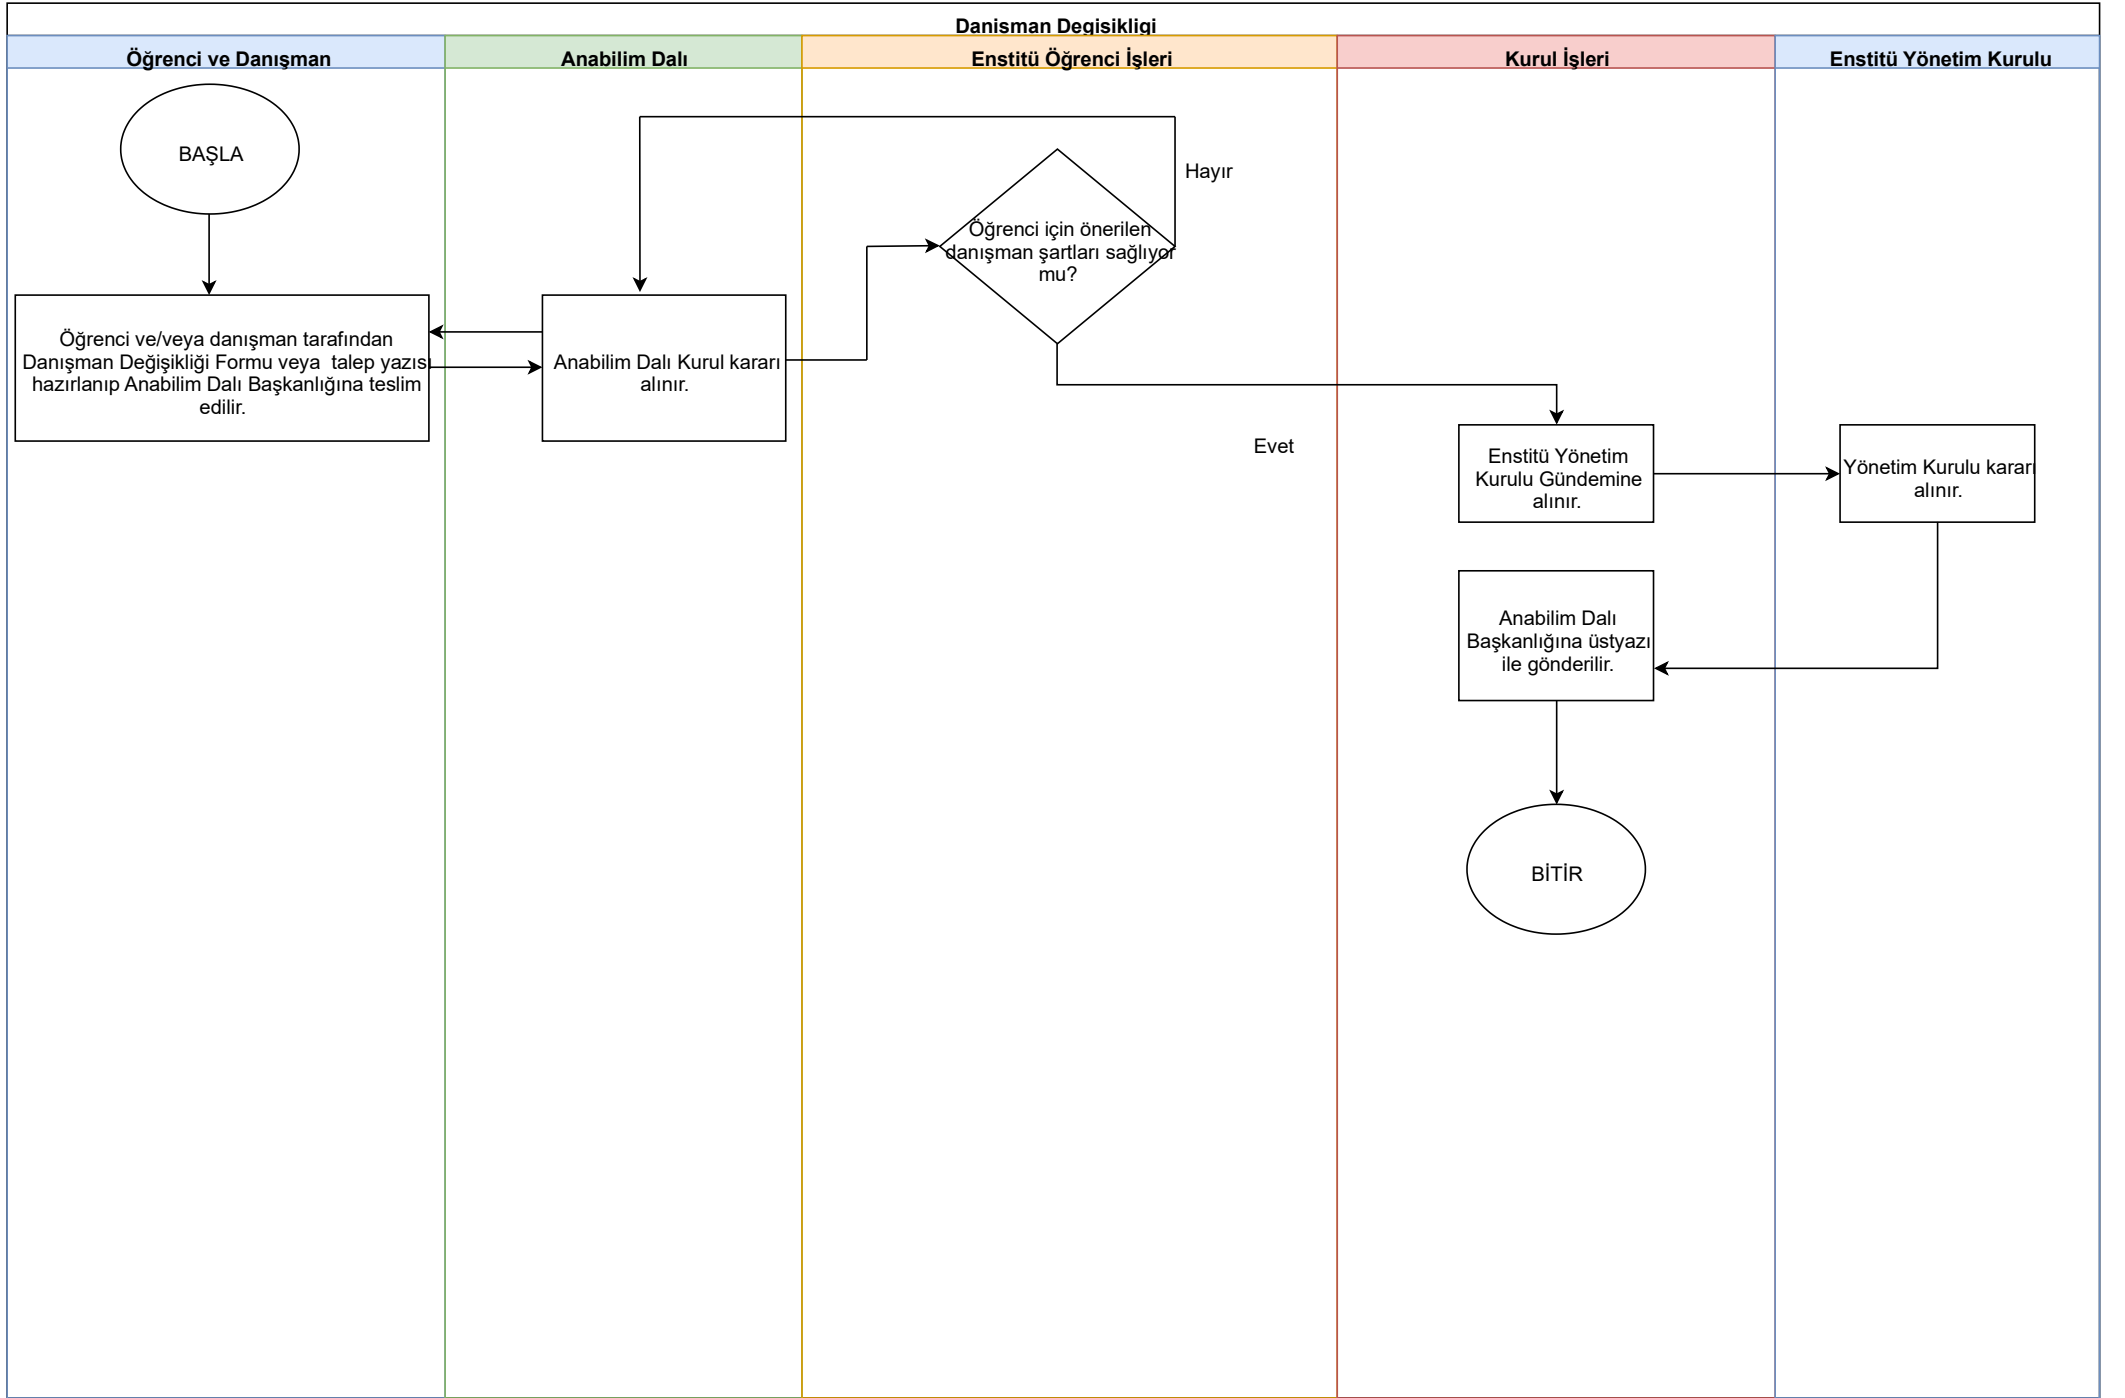 Danisman Degisikligi
Öğrenci ve Danışman
Anabilim Dalı
Enstitü Öğrenci İşleri
Kurul İşleri
Enstitü Yönetim Kurulu
BAŞLA
Hayır
Öğrenci için önerilen
danışman şartları sağlıyor
mu?
Öğrenci ve/veya danışman tarafından
Danışman Değişikliği Formu veya talep yazısı
hazırlanıp Anabilim Dalı Başkanlığına teslim
edilir.
Anabilim Dalı Kurul kararı
alınır.
Evet
Enstitü Yönetim
Kurulu Gündemine
alınır.
Yönetim Kurulu kararı
alınır.
Anabilim Dalı
Başkanlığına üstyazı
ile gönderilir.
BİTİR